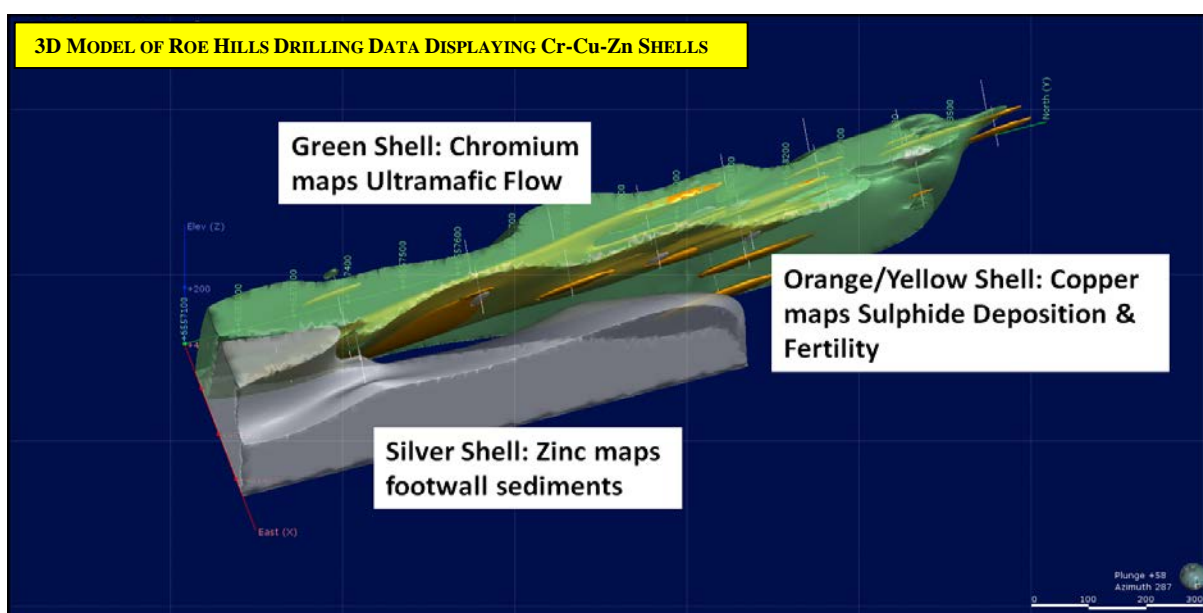 3D MODEL OF ROE HILLS DRILLING DATA DISPLAYING Cr-Cu-Zn SHELLS
Green Shell: Chromium
maps Ultramafic Flow
North (Y)
Elev (Z)
+200
+6557100
Orange/Yellow Shell: Copper
maps Sulphide Deposition &
Fertility
Silver Shell: Zinc maps
footwall sediments
East (X)
Plunge +58
Azimuth 287
0 100 200 300